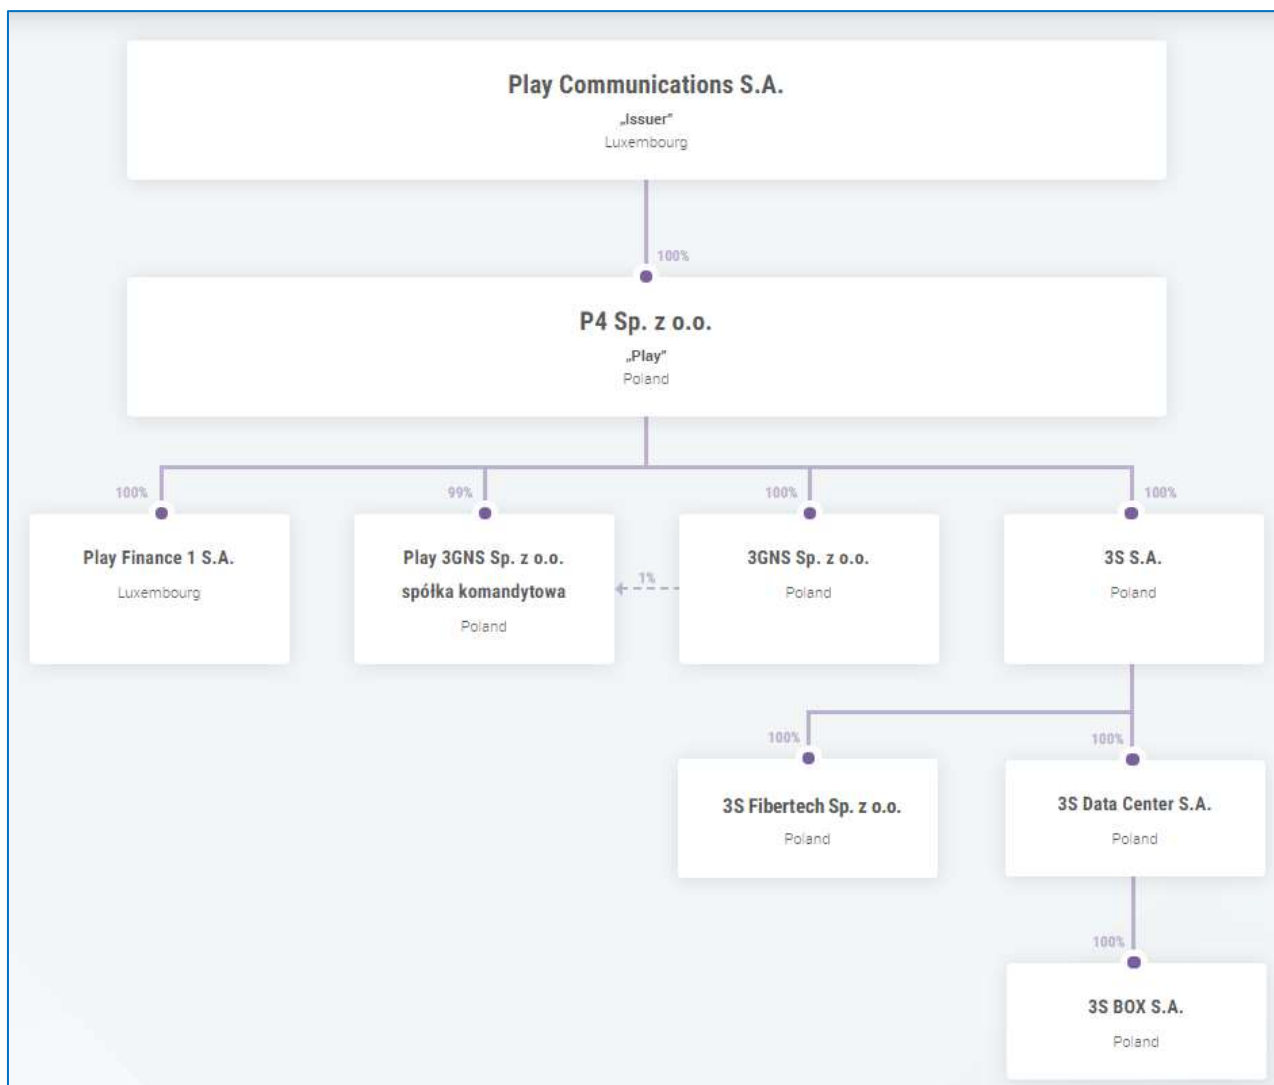 Play Communications S.A.
„Issuer”
Luxembourg
100%
P4 Sp. z o.o.
„Play”
Poland
100%
99%
100%
100%
Play Finance 1 S.A.
Luxembourg
Play 3GNS Sp. z o.o.
spółka komandytowa
Poland
1%
3GNS Sp. z o.o.
Poland
3S S.A.
Poland
100%
100%
3S Fibertech Sp. z o.o.
Poland
3S Data Center S.A.
Poland
100%
3S BOX S.A.
Poland